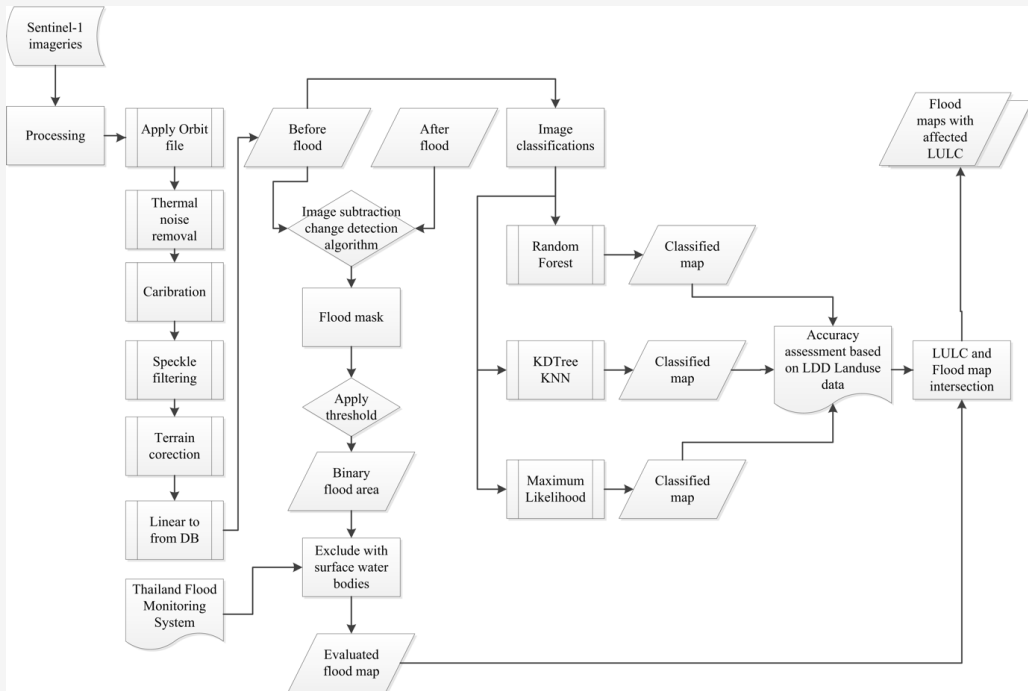 Sentinel-1
imageries
Processing
Apply Orbit
file
Thermal
noise
removal
Caribration
Speckle
filtering
Terrain
corection
Linear to
from DB
Thailand Flood
Monitoring
System
Before
flood
After
flood
Image subtraction
change detection
algorithm
Flood mask
Apply
threshold
Binary
flood area
Exclude with
surface water
bodies
Evaluated
flood map
Image
classifications
Random
Forest
Classified
map
KDTree
KNN
Classified
map
Maximum
Likelihood
Classified
map
Accuracy
assessment based
on LDD Landuse
data
LULC and
Flood map
intersection
Flood
maps with
affected
LULC